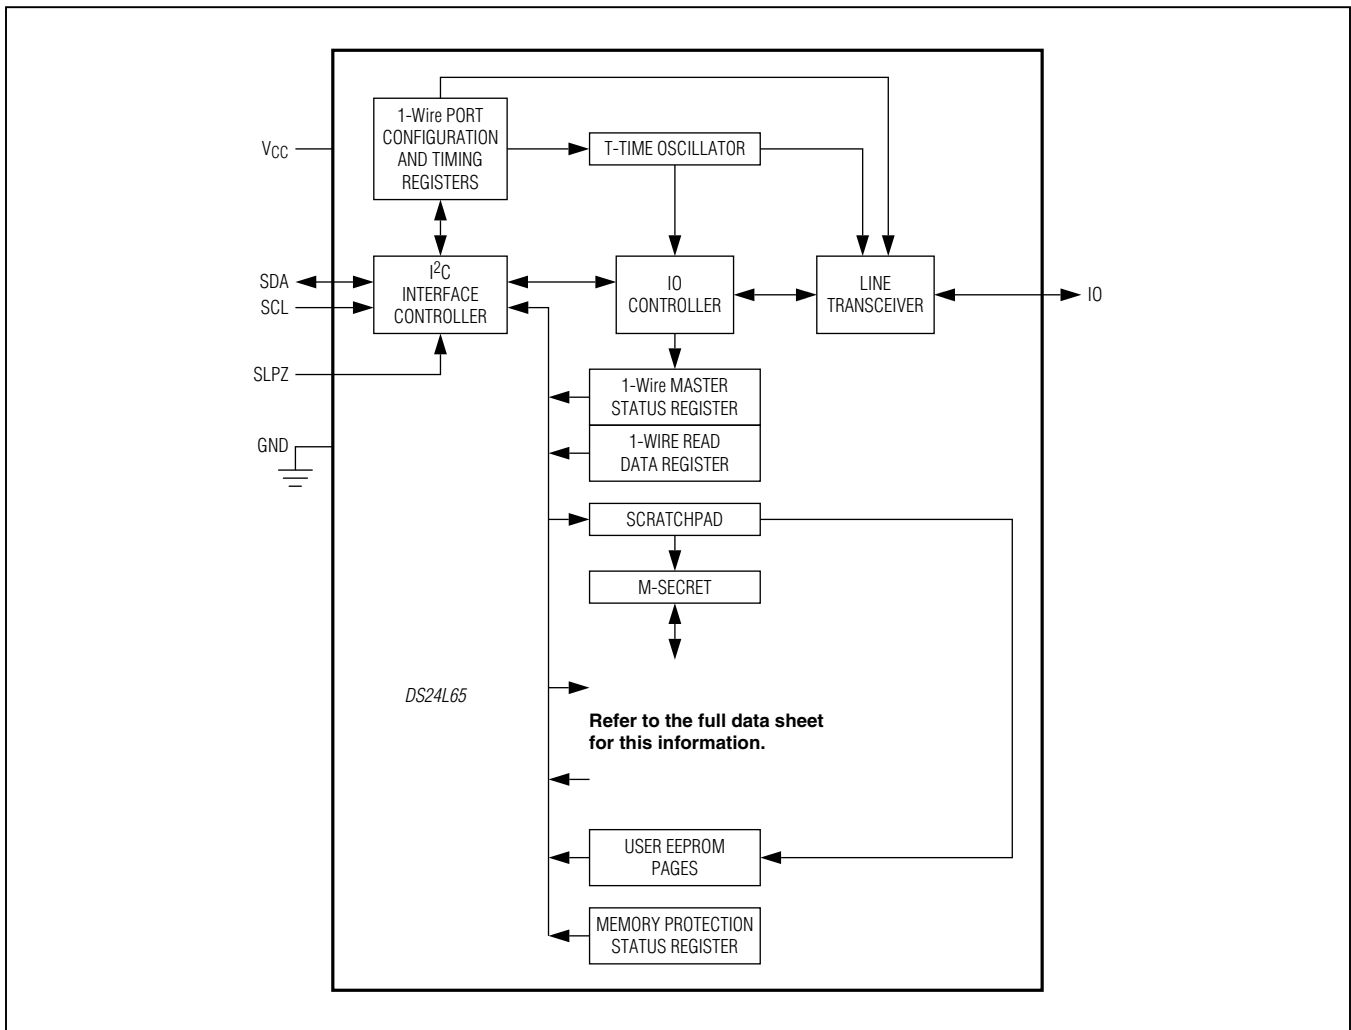 1-Wire PORT
CONFIGURATION
AND TIMING
REGISTERS
VCC
T-TIME OSCILLATOR
SDA
SCL
I2C
INTERFACE
CONTROLLER
IO
CONTROLLER
LINE
TRANSCEIVER
IO
SLPZ
1-Wire MASTER
STATUS REGISTER
GND
1-WIRE READ
DATA REGISTER
SCRATCHPAD
M-SECRET
DS24L65
Refer to the full data sheet
for this information.
USER EEPROM
PAGES
MEMORY PROTECTION
STATUS REGISTER